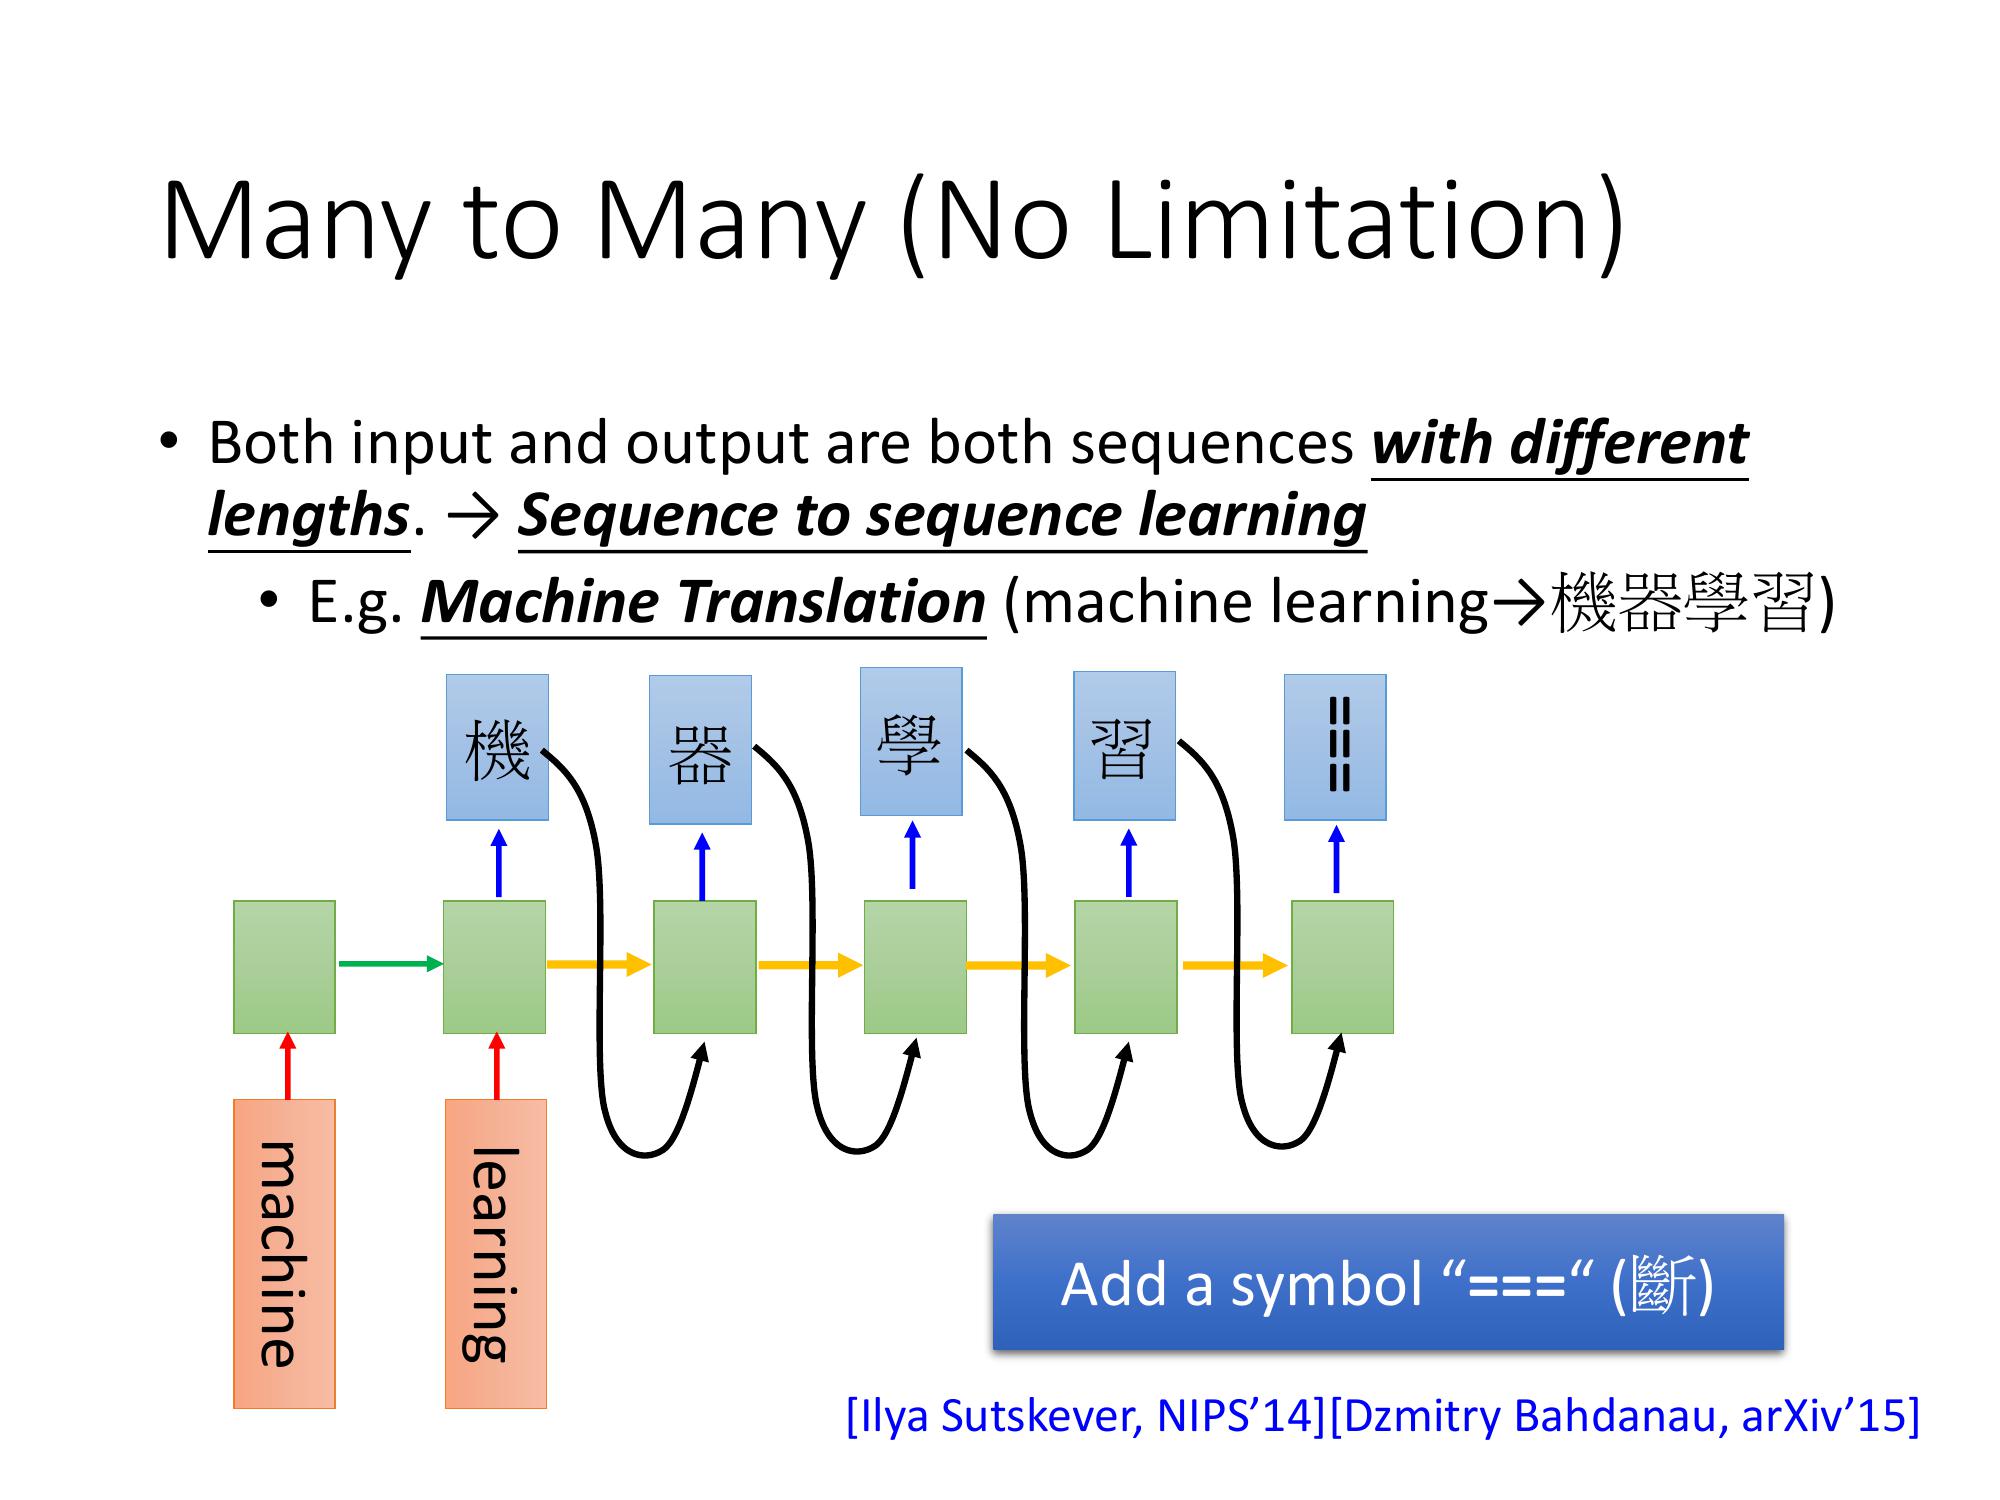 Many to Many (No Limitation)
• Both input and output are both sequences with different
lengths. → Sequence to sequence learning
• E.g. Machine Translation (machine learning→機器學習)
機
器
學
習
===
machine
learning
Add a symbol “===“ (斷)
[Ilya Sutskever, NIPS’14][Dzmitry Bahdanau, arXiv’15]